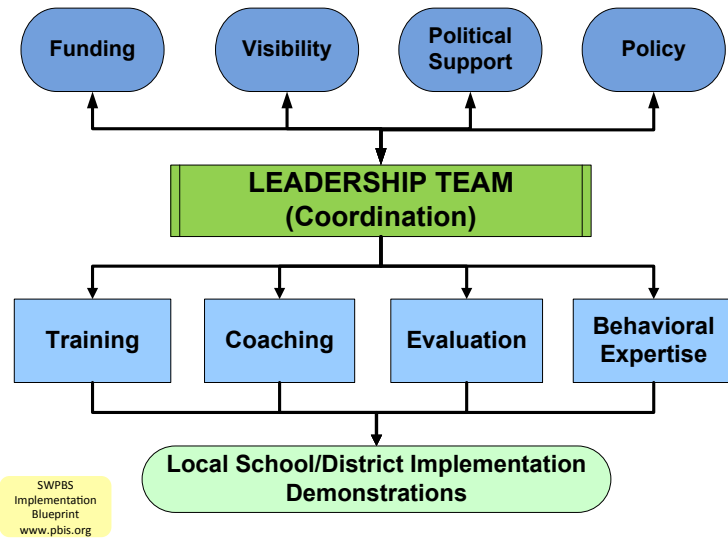 Funding
Visibility
Political
Support
Policy
LEADERSHIP TEAM
(Coordination)
Training
Coaching
Evaluation
Behavioral
Expertise
Local School/District Implementation
Demonstrations
SWPBS
Implementation
Blueprint
www.pbis.org